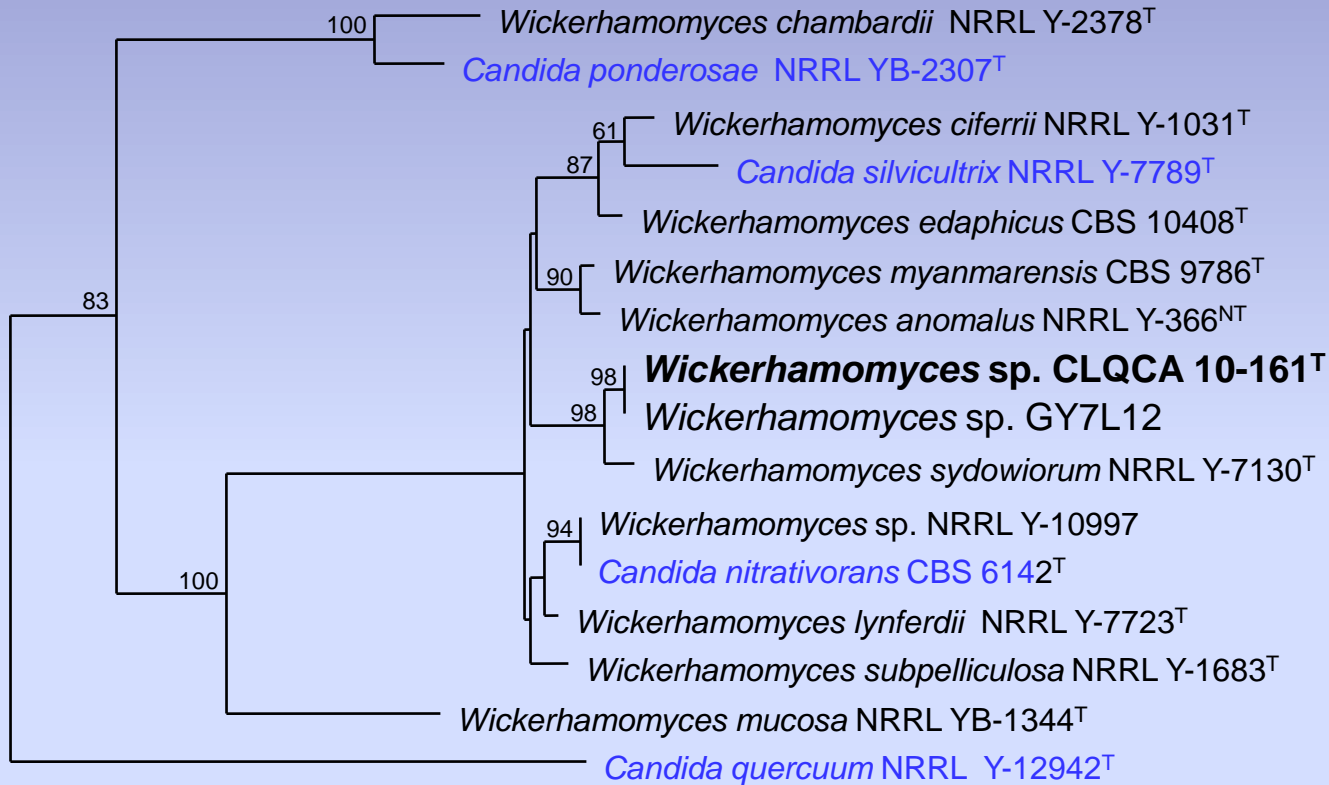 100
Wickerhamomyces chambardii NRRL Y-2378ᵀ
Candida ponderosae NRRL YB-2307ᵀ
61
Wickerhamomyces ciferrii NRRL Y-1031ᵀ
87
Candida silvicultrix NRRL Y-7789ᵀ
Wickerhamomyces edaphicus CBS 10408ᵀ
90
Wickerhamomyces myanmarensis CBS 9786ᵀ
83
Wickerhamomyces anomalus NRRL Y-366ᴺᵀ
98
Wickerhamomyces sp. CLQCA 10-161ᵀ
98
Wickerhamomyces sp. GY7L12
Wickerhamomyces sydowiorum NRRL Y-7130ᵀ
94
Wickerhamomyces sp. NRRL Y-10997
100
Candida nitrativorans CBS 6142ᵀ
Wickerhamomyces lynferdii NRRL Y-7723ᵀ
Wickerhamomyces subpelliculosa NRRL Y-1683ᵀ
Wickerhamomyces mucosa NRRL YB-1344ᵀ
Candida quercuum NRRL Y-12942ᵀ